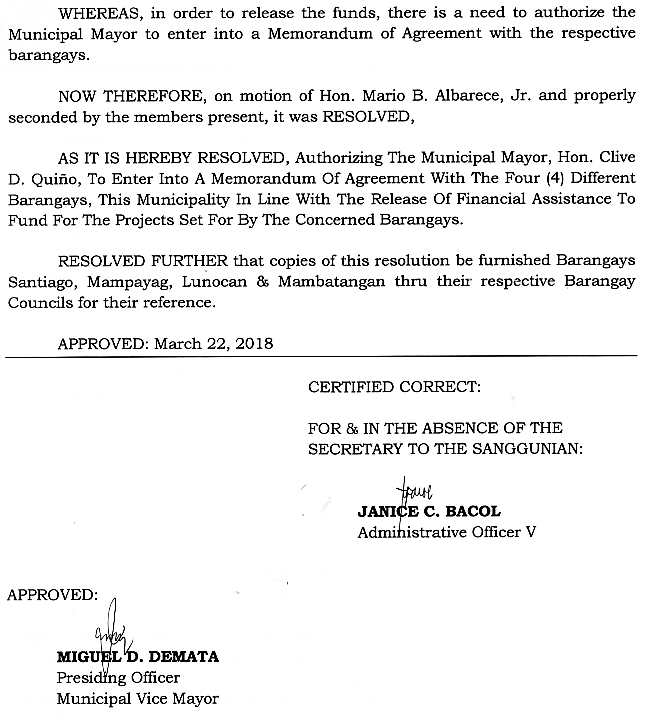 WHEREAS, in order to release the funds, there is a need to authorize the
Municipal Mayor to enter into a Memorandum of Agreement with the respective
barangays.
NOW THEREFORE, on motion of Hon. Mario B. Albarece, Jr. and properly
seconded by the members present, it was RESOLVED,
AS IT IS HEREBY RESOLVED, Authorizing The Municipal Mayor, Hon. Clive
D. Quiño, To Enter Into A Memorandum Of Agreement With The Four (4) Different
Barangays, This Municipality In Line With The Release Of Financial Assistance To
Fund For The Projects Set For By The Concerned Barangays.
RESOLVED FURTHER that copies of this resolution be furnished Barangays
Santiago, Mampayag, Lunocan & Mambatangan thru their respective Barangay
Councils for their reference.
APPROVED: March 22, 2018
CERTIFIED CORRECT:
FOR & IN THE ABSENCE OF THE
SECRETARY TO THE SANGGUNIAN:
JANICE C. BACOL
Administrative Officer V
APPROVED:
MIGUEL D. DEMATA
Presiding Officer
Municipal Vice Mayor